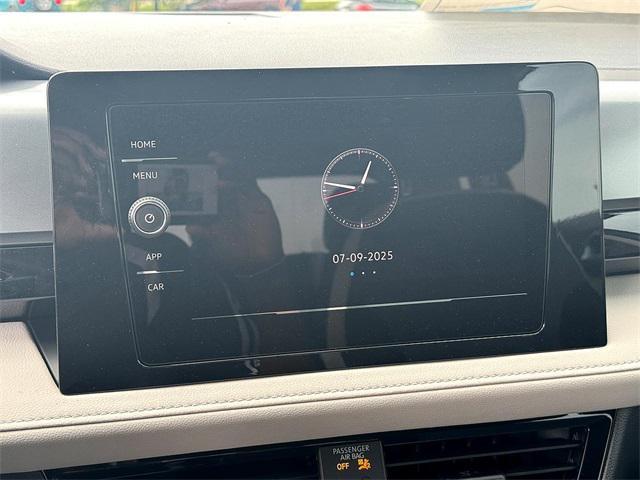 HOME
MENU
APP
CAR
07-09-2025
PASSENGER
AIR BAG
OFF